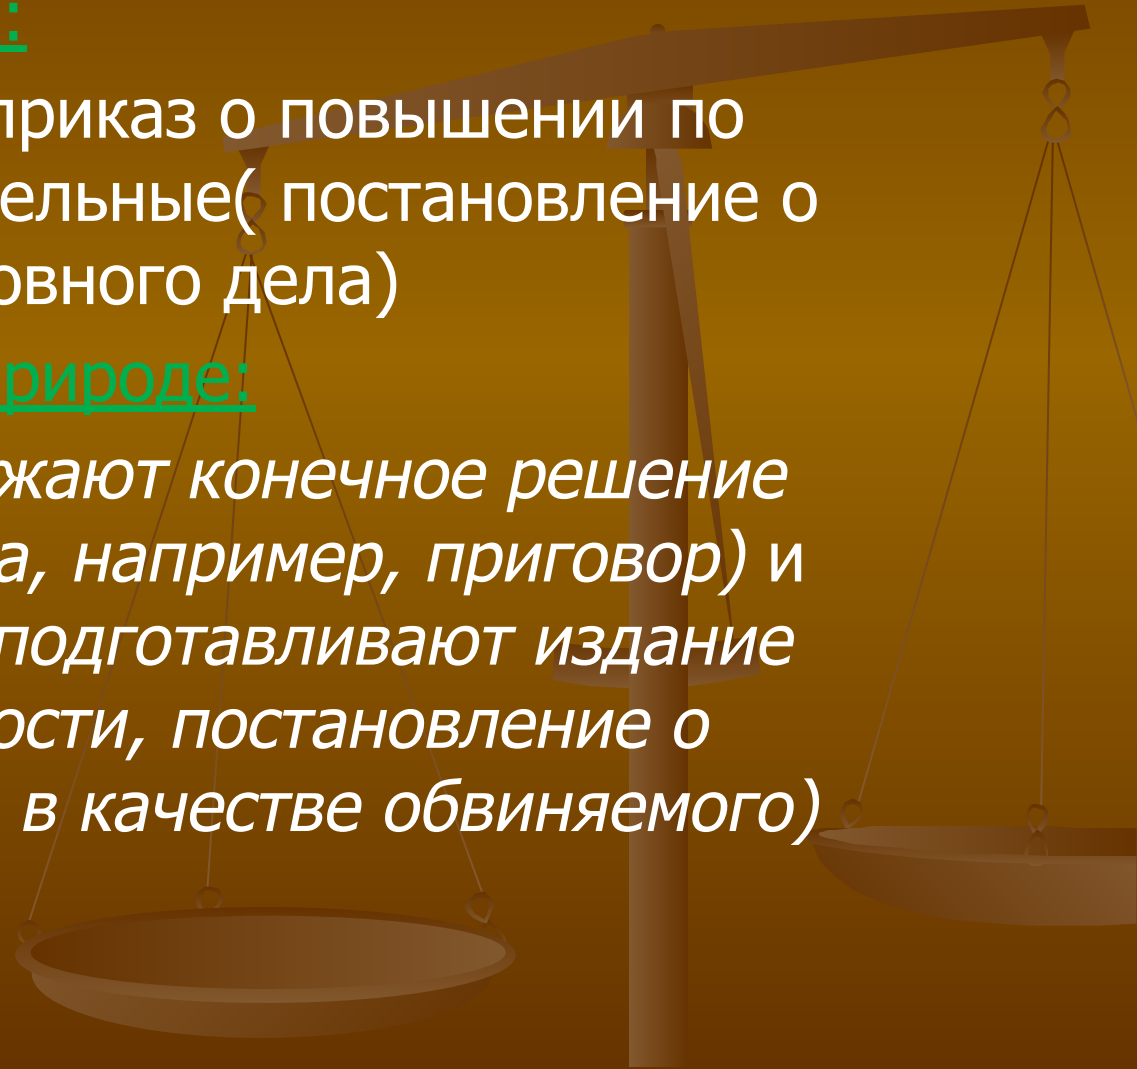 :
приказ о повышении по
ельные( постановление о
овного дела)
рироде:
жают конечное решение
а, например, приговор) и
подготавливают издание
ости, постановление о
в качестве обвиняемого)